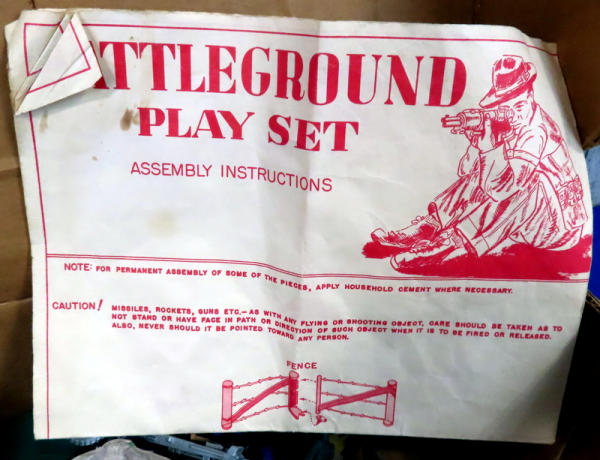 ATTLEGROUND
PLAY SET
ASSEMBLY INSTRUCTIONS
NOTE: FOR PERMANENT ASSEMBLY OF SOME OF THE PIECES, APPLY HOUSEHOLD CEMENT WHERE NECESSARY.
CAUTION! MISSILES, ROCKETS, GUNS ETC.—AS WITH ANY FLYING OR SHOOTING OBJECT, CARE SHOULD BE TAKEN AS TO
NOT STAND OR HAVE FACE IN PATH OR DIRECTION OF SUCH OBJECT WHEN IT IS TO BE FIRED OR RELEASED.
ALSO, NEVER SHOULD IT BE POINTED TOWARD ANY PERSON.
FENCE